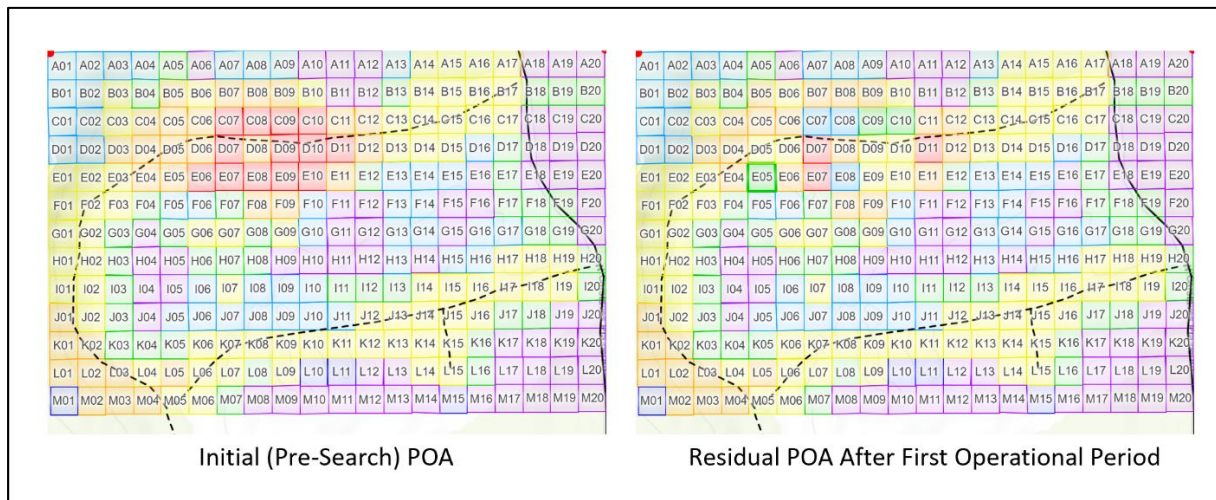 A01 A02 A03 A04 A05 A06 A07 A08 A09 A10 A11 A12 A13 A14 A15 A16 A17 A18 A19 A20
B01 B02 B03 B04 B05 B06 B07 B08 B09 B10 B11 B12 B13 B14 B15 B16 B17 B18 B19 B20
C01 C02 C03 C04 C05 C06 C07 C08 C09 C10 C11 C12 C13 C14 C15 C16 C17 C18 C19 C20
D01 D02 D03 D04 D05 D06 D07 D08 D09 D10 D11 D12 D13 D14 D15 D16 D17 D18 D19 D20
E01 E02 E03 E04 E05 E06 E07 E08 E09 E10 E11 E12 E13 E14 E15 E16 E17 E18 E19 E20
F01 F02 F03 F04 F05 F06 F07 F08 F09 F10 F11 F12 F13 F14 F15 F16 F17 F18 F19 F20
G01 G02 G03 G04 G05 G06 G07 G08 G09 G10 G11 G12 G13 G14 G15 G16 G17 G18 G19 G20
H01 H02 H03 H04 H05 H06 H07 H08 H09 H10 H11 H12 H13 H14 H15 H16 H17 H18 H19 H20
I01 I02 I03 I04 I05 I06 I07 I08 I09 I10 I11 I12 I13 I14 I15 I16 I17 I18 I19 I20
J01 J02 J03 J04 J05 J06 J07 J08 J09 J10 J11 J12 J13 J14 J15 J16 J17 J18 J19 J20
K01 K02 K03 K04 K05 K06 K07 K08 K09 K10 K11 K12 K13 K14 K15 K16 K17 K18 K19 K20
L01 L02 L03 L04 L05 L06 L07 L08 L09 L10 L11 L12 L13 L14 L15 L16 L17 L18 L19 L20
M01 M02 M03 M04 M05 M06 M07 M08 M09 M10 M11 M12 M13 M14 M15 M16 M17 M18 M19 M20
Initial (Pre-Search) POA
A01 A02 A03 A04 A05 A06 A07 A08 A09 A10 A11 A12 A13 A14 A15 A16 A17 A18 A19 A20
B01 B02 B03 B04 B05 B06 B07 B08 B09 B10 B11 B12 B13 B14 B15 B16 B17 B18 B19 B20
C01 C02 C03 C04 C05 C06 C07 C08 C09 C10 C11 C12 C13 C14 C15 C16 C17 C18 C19 C20
D01 D02 D03 D04 D05 D06 D07 D08 D09 D10 D11 D12 D13 D14 D15 D16 D17 D18 D19 D20
E01 E02 E03 E04 E05 E06 E07 E08 E09 E10 E11 E12 E13 E14 E15 E16 E17 E18 E19 E20
F01 F02 F03 F04 F05 F06 F07 F08 F09 F10 F11 F12 F13 F14 F15 F16 F17 F18 F19 F20
G01 G02 G03 G04 G05 G06 G07 G08 G09 G10 G11 G12 G13 G14 G15 G16 G17 G18 G19 G20
H01 H02 H03 H04 H05 H06 H07 H08 H09 H10 H11 H12 H13 H14 H15 H16 H17 H18 H19 H20
I01 I02 I03 I04 I05 I06 I07 I08 I09 I10 I11 I12 I13 I14 I15 I16 I17 I18 I19 I20
J01 J02 J03 J04 J05 J06 J07 J08 J09 J10 J11 J12 J13 J14 J15 J16 J17 J18 J19 J20
K01 K02 K03 K04 K05 K06 K07 K08 K09 K10 K11 K12 K13 K14 K15 K16 K17 K18 K19 K20
L01 L02 L03 L04 L05 L06 L07 L08 L09 L10 L11 L12 L13 L14 L15 L16 L17 L18 L19 L20
M01 M02 M03 M04 M05 M06 M07 M08 M09 M10 M11 M12 M13 M14 M15 M16 M17 M18 M19 M20
Residual POA After First Operational Period